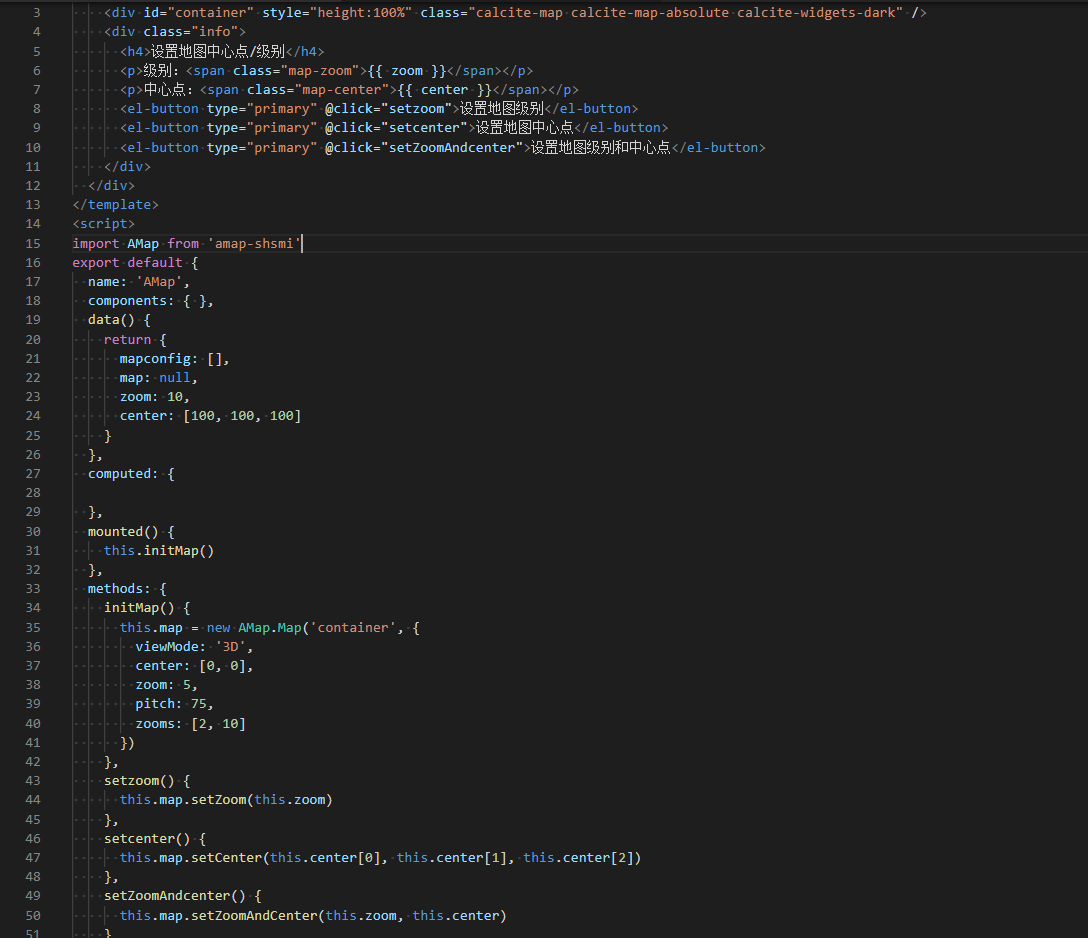 3 <div id="container" style="height:100%" class="calcite-map calcite-map-absolute calcite-widgets-dark" />
4 <div class="info">
5 <h4>设置地图中心点/级别</h4>
6 <p>级别：<span class="map-zoom">{{ zoom }}</span></p>
7 <p>中心点：<span class="map-center">{{ center }}</span></p>
8 <el-button type="primary" @click="setzoom">设置地图级别</el-button>
9 <el-button type="primary" @click="setcenter">设置地图中心点</el-button>
10 <el-button type="primary" @click="setZoomAndcenter">设置地图级别和中心点</el-button>
11 </div>
12 </div>
13 </template>
14 <script>
15 import AMap from 'amap-shsmi'
16 export default {
17 name: 'AMap',
18 components: { },
19 data() {
20 return {
21 mapconfig: [],
22 map: null,
23 zoom: 10,
24 center: [100, 100, 100]
25 }
26 },
27 computed: {
28
29 },
30 mounted() {
31 this.initMap()
32 },
33 methods: {
34 initMap() {
35 this.map = new AMap.Map('container', {
36 viewMode: '3D',
37 center: [0, 0],
38 zoom: 5,
39 pitch: 75,
40 zooms: [2, 10]
41 })
42 },
43 setzoom() {
44 this.map.setZoom(this.zoom)
45 },
46 setcenter() {
47 this.map.setCenter(this.center[0], this.center[1], this.center[2])
48 },
49 setZoomAndcenter() {
50 this.map.setZoomAndCenter(this.zoom, this.center)
51 }